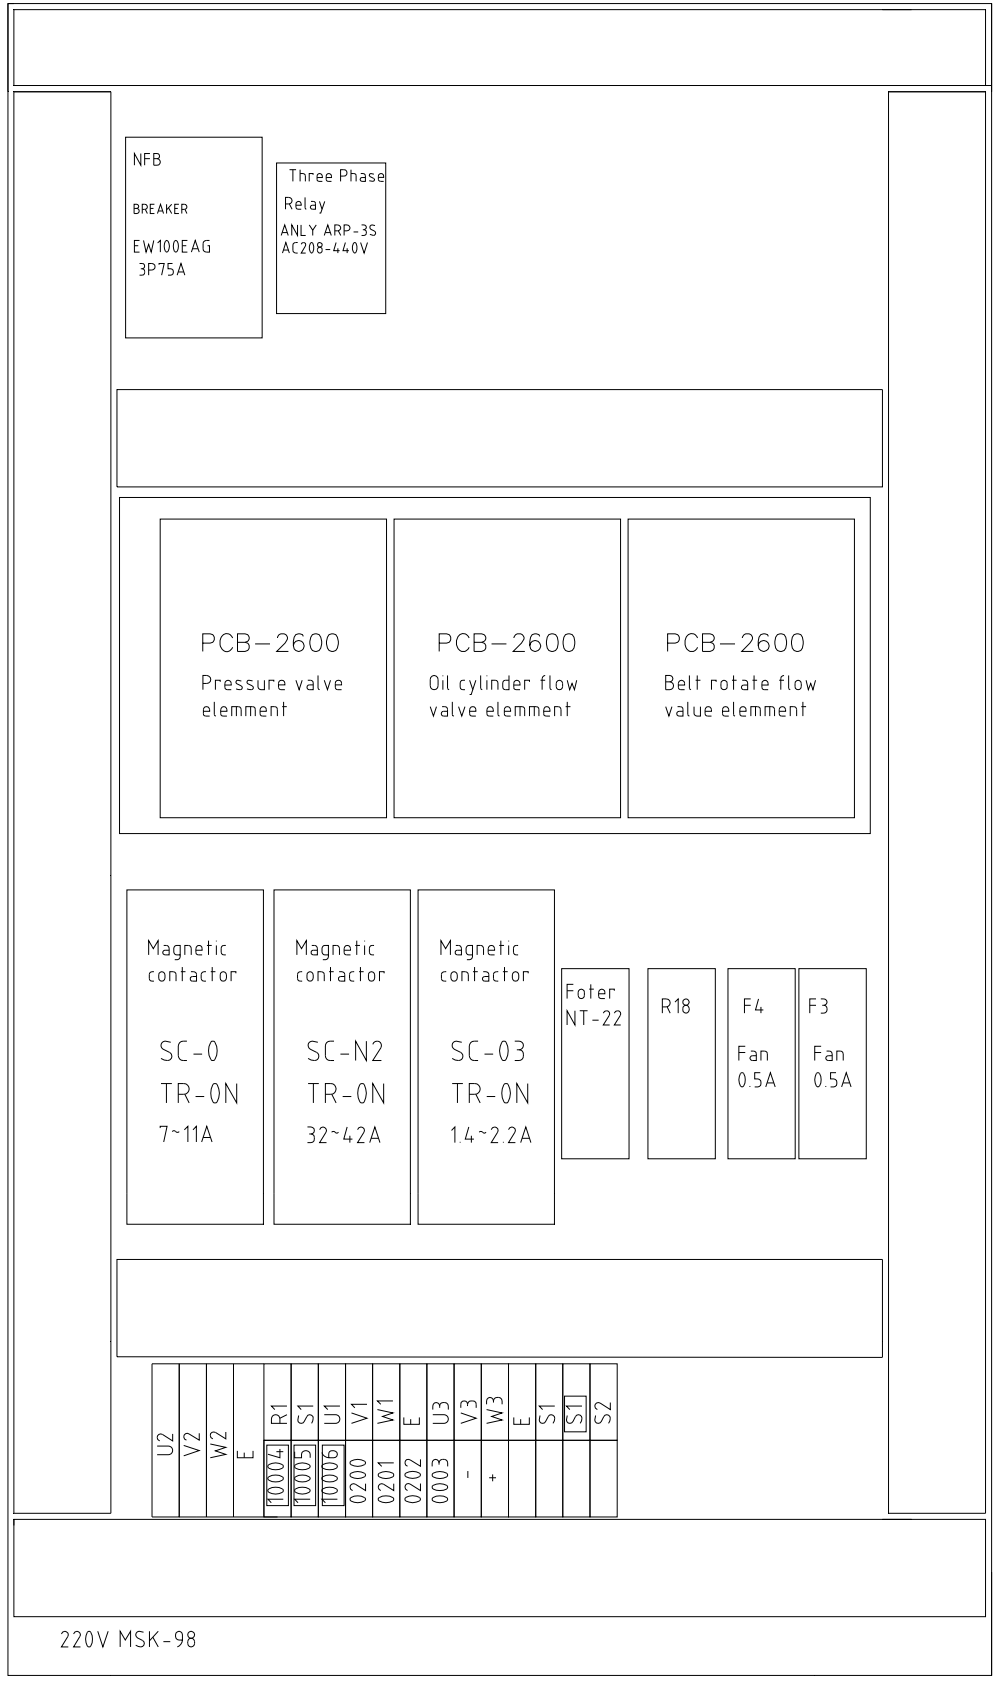 NFB
BREAKER
EW100EAG
3P75A
Three Phase
Relay
ANLY ARP-3S
AC208-440V
PCB-2600
Pressure valve
elemment
PCB-2600
Oil cylinder flow
valve elemment
PCB-2600
Belt rotate flow
value elemment
Magnetic
contactor
SC-0
TR-0N
7~11A
Magnetic
contactor
SC-N2
TR-0N
32~42A
Magnetic
contactor
SC-03
TR-0N
1.4~2.2A
Foter
NT-22
R18
F4
Fan
0.5A
F3
Fan
0.5A
U2
V2
W2
E
R1
S1
U1
V1
W1
E
U3
V3
W3
E
S1
S1
S2
10004
10005
10006
0200
0201
0202
0003
-
+
220V MSK-98